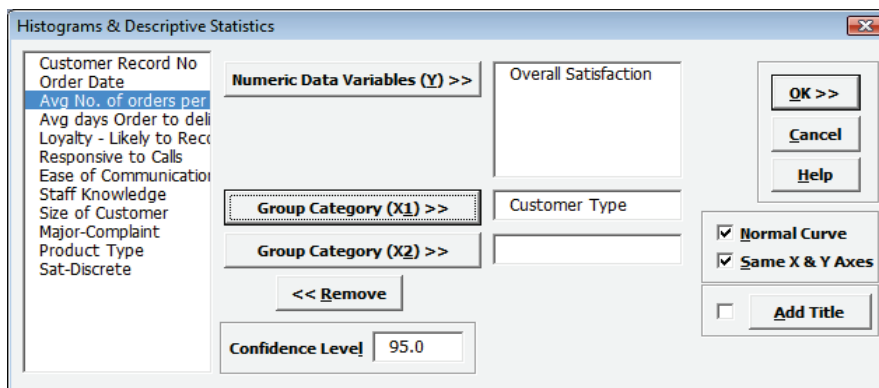 Histograms & Descriptive Statistics
Customer Record No
Order Date
Avg No. of orders per
Avg days Order to deli
Loyalty - Likely to Reco
Responsive to Calls
Ease of Communication
Staff Knowledge
Size of Customer
Major-Complaint
Product Type
Sat-Discrete
Numeric Data Variables (Y) >>
Overall Satisfaction
Group Category (X1) >>
Customer Type
Group Category (X2) >>
<< Remove
Confidence Level
95.0
OK >>
Cancel
Help
Normal Curve
Same X & Y Axes
Add Title